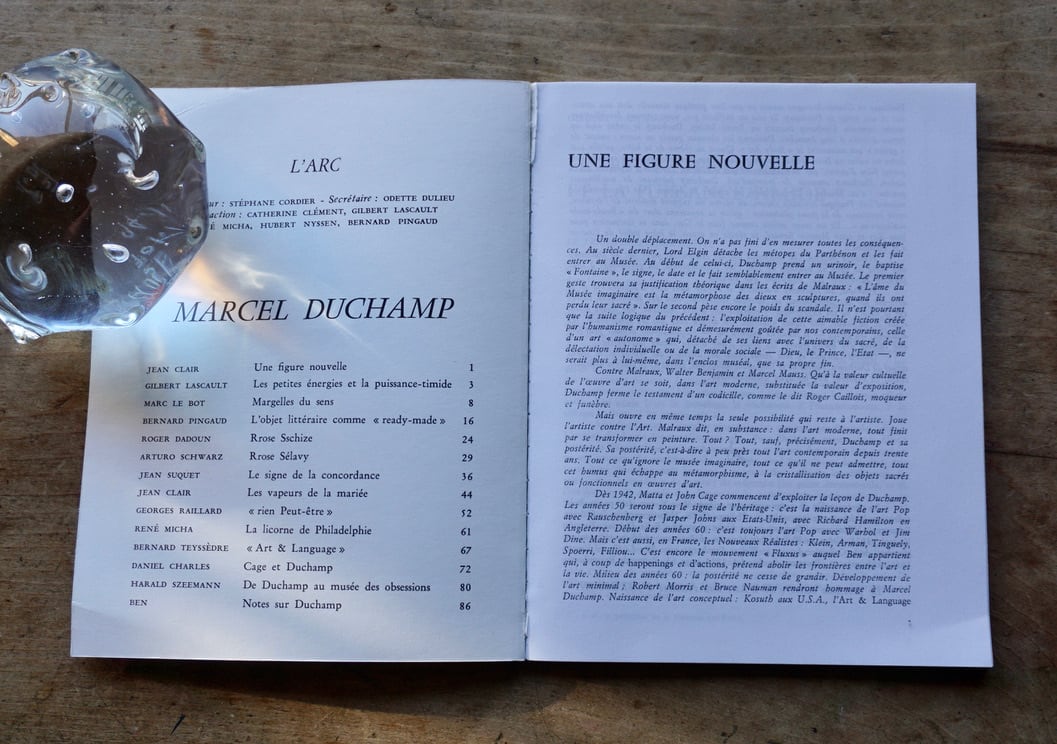 L'ARC
ur : STÉPHANE CORDIER - Secrétaire : ODETTE DULIEU
action : CATHERINE CLÉMENT, GILBERT LASCAULT
É MICHA, HUBERT NYSSEN, BERNARD PINGAUD
MARCEL DUCHAMP
JEAN CLAIR Une figure nouvelle 1
GILBERT LASCAULT Les petites énergies et la puissance-timide 3
MARC LE BOT Margelles du sens 8
BERNARD PINGAUD L'objet littéraire comme « ready-made » 16
ROGER DADOUN Rrose Sschize 24
ARTURO SCHWARZ Rrose Sélavy 29
JEAN SUQUET Le signe de la concordance 36
JEAN CLAIR Les vapeurs de la mariée 44
GEORGES RAILLARD « rien Peut-être » 52
RENÉ MICHA La licorne de Philadelphie 61
BERNARD TEYSSÈDRE « Art & Language » 67
DANIEL CHARLES Cage et Duchamp 72
HARALD SZEEMANN De Duchamp au musée des obsessions 80
BEN Notes sur Duchamp 86
UNE FIGURE NOUVELLE
Un double déplacement. On n'a pas fini d'en mesurer toutes les conséquen-
ces. Au siècle dernier, Lord Elgin détache les métopes du Parthénon et les fait
entrer au Musée. Au début de celui-ci, Duchamp prend un urinoir, le baptise
« Fontaine », le signe, le date et le fait semblablement entrer au Musée. Le premier
geste trouvera sa justification théorique dans les écrits de Malraux : « L'âme du
Musée imaginaire est la métamorphose des dieux en sculptures, quand ils ont
perdu leur sacré ». Sur le second pèse encore le poids du scandale. Il n'est pourtant
que la suite logique du précédent : l'exploitation de cette aimable fiction créée
par l'humanisme romantique et démesurément goûtée par nos contemporains, celle
d'un art « autonome » qui, détaché de ses liens avec l'univers du sacré, de la
délectation individuelle ou de la morale sociale — Dieu, le Prince, l'Etat —, ne
serait plus à lui-même, dans l'enclos muséal, que sa propre fin.
Contre Malraux, Walter Benjamin et Marcel Mauss. Qu'à la valeur cultuelle
de l'œuvre d'art se soit, dans l'art moderne, substituée la valeur d'exposition,
Duchamp ferme le testament d'un codicille, comme le dit Roger Caillois, moqueur
et funèbre.
Mais ouvre en même temps la seule possibilité qui reste à l'artiste. Joue
l'artiste contre l'Art. Malraux dit, en substance : dans l'art moderne, tout finit
par se transformer en peinture. Tout ? Tout, sauf, précisément, Duchamp et sa
postérité. Sa postérité, c'est-à-dire à peu près tout l'art contemporain depuis trente
ans. Tout ce qu'ignore le musée imaginaire, tout ce qu'il ne peut admettre, tout
cet humus qui échappe au métamorphisme, à la cristallisation des objets sacrés
ou fonctionnels en œuvres d'art.
Dès 1942, Matta et John Cage commencent d'exploiter la leçon de Duchamp.
Les années 50 seront sous le signe de l'héritage : c'est la naissance de l'art Pop
avec Rauschenberg et Jasper Johns aux Etats-Unis, avec Richard Hamilton en
Angleterre. Début des années 60 : c'est toujours l'art Pop avec Warhol et Jim
Dine. Mais c'est aussi, en France, les Nouveaux Réalistes : Klein, Arman, Tinguely,
Spoerri, Filliou... C'est encore le mouvement « Fluxus » auquel Ben appartient
qui, à coup de happenings et d'actions, prétend abolir les frontières entre l'art et
la vie. Milieu des années 60 : la postérité ne cesse de grandir. Développement de
l'art minimal ; Robert Morris et Bruce Nauman rendront hommage à Marcel
Duchamp. Naissance de l'art conceptuel : Kosuth aux U.S.A., l'Art & Language